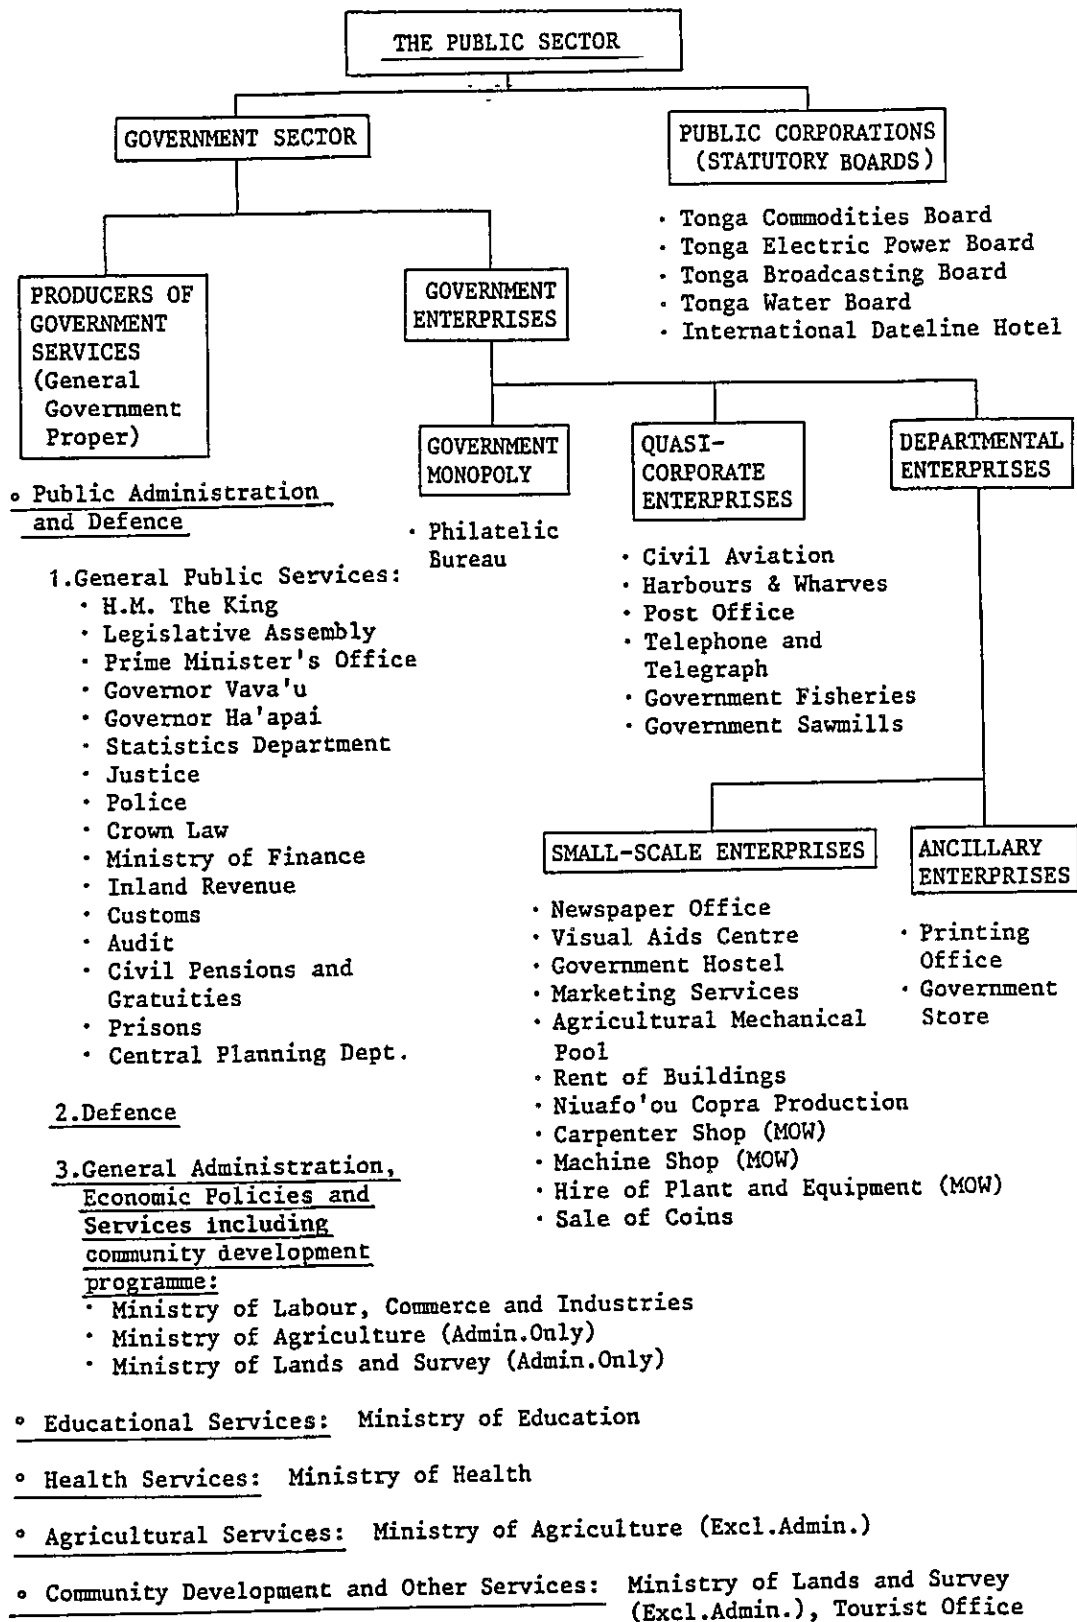 THE PUBLIC SECTOR
GOVERNMENT SECTOR
PUBLIC CORPORATIONS
(STATUTORY BOARDS)
· Tonga Commodities Board
· Tonga Electric Power Board
· Tonga Broadcasting Board
· Tonga Water Board
· International Dateline Hotel
PRODUCERS OF
GOVERNMENT
SERVICES
(General
Government
Proper)
GOVERNMENT
ENTERPRISES
GOVERNMENT
MONOPOLY
· Philatelic
Bureau
QUASI-
CORPORATE
ENTERPRISES
· Civil Aviation
· Harbours & Wharves
· Post Office
· Telephone and
Telegraph
· Government Fisheries
· Government Sawmills
DEPARTMENTAL
ENTERPRISES
SMALL-SCALE ENTERPRISES
· Newspaper Office
· Visual Aids Centre
· Government Hostel
· Marketing Services
· Agricultural Mechanical
Pool
· Rent of Buildings
· Niuafo'ou Copra Production
· Carpenter Shop (MOW)
· Machine Shop (MOW)
· Hire of Plant and Equipment (MOW)
· Sale of Coins
ANCILLARY
ENTERPRISES
· Printing
Office
· Government
Store
° Public Administration
and Defence
1.General Public Services:
· H.M. The King
· Legislative Assembly
· Prime Minister's Office
· Governor Vava'u
· Governor Ha'apai
· Statistics Department
· Justice
· Police
· Crown Law
· Ministry of Finance
· Inland Revenue
· Customs
· Audit
· Civil Pensions and
Gratuities
· Prisons
· Central Planning Dept.
2.Defence
3.General Administration,
Economic Policies and
Services including
community development
programme:
· Ministry of Labour, Commerce and Industries
· Ministry of Agriculture (Admin.Only)
· Ministry of Lands and Survey (Admin.Only)
° Educational Services: Ministry of Education
° Health Services: Ministry of Health
° Agricultural Services: Ministry of Agriculture (Excl.Admin.)
° Community Development and Other Services: Ministry of Lands and Survey
(Excl.Admin.), Tourist Office